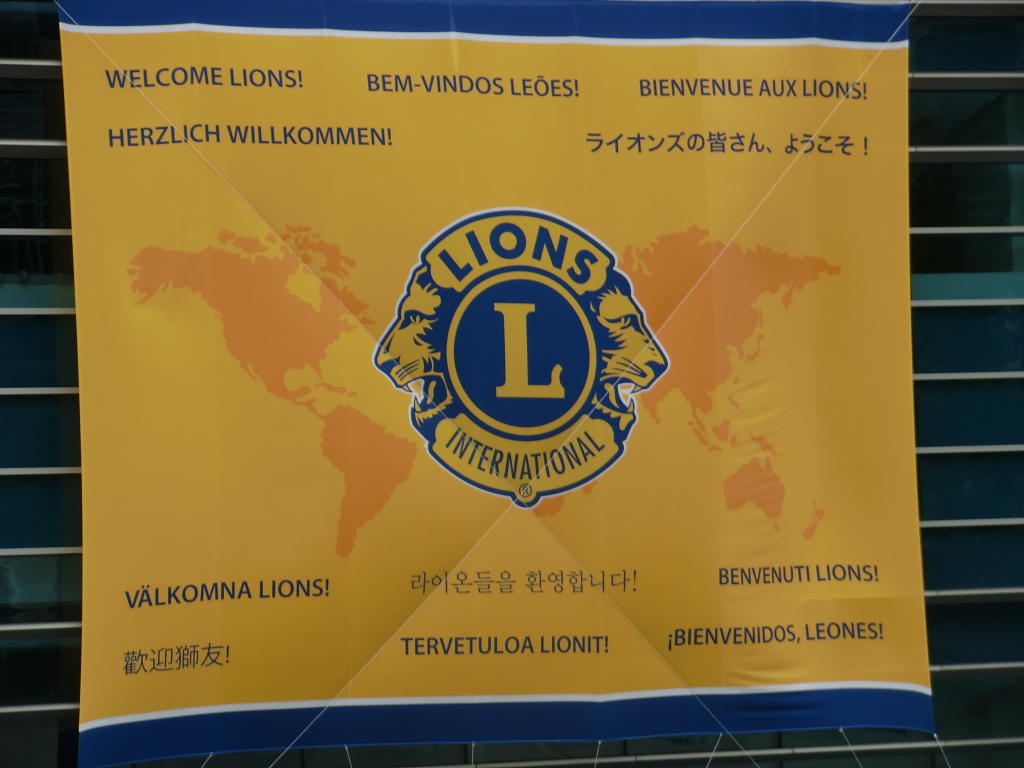 WELCOME LIONS!
BEM-VINDOS LEÕES!
BIENVENUE AUX LIONS!
HERZLICH WILLKOMMEN!
ライオンズの皆さん、ようこそ！
LIONS
L
INTERNATIONAL
®
VÄLKOMNA LIONS!
라이온들을 환영합니다!
BENVENUTI LIONS!
歡迎獅友!
TERVETULOA LIONIT!
¡BIENVENIDOS, LEONES!